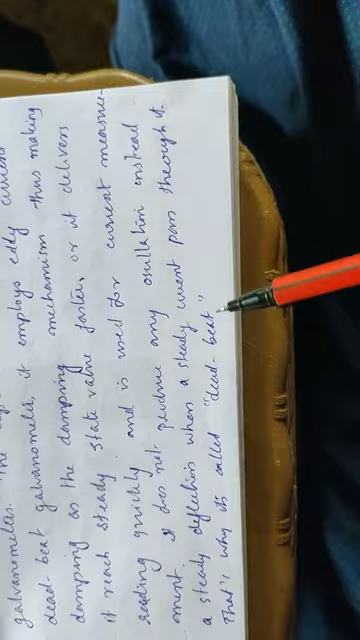 galvanometer. The
dead-beat galvanometer, it employs eddy current
damping as the damping mechanism thus making
it reach steady state value faster, or it delivers
reading quickly and is used for current measure-
ment. It does not produce any oscillation instead
a steady deflection when a steady current pass through it.
That's why its called "dead-beat"